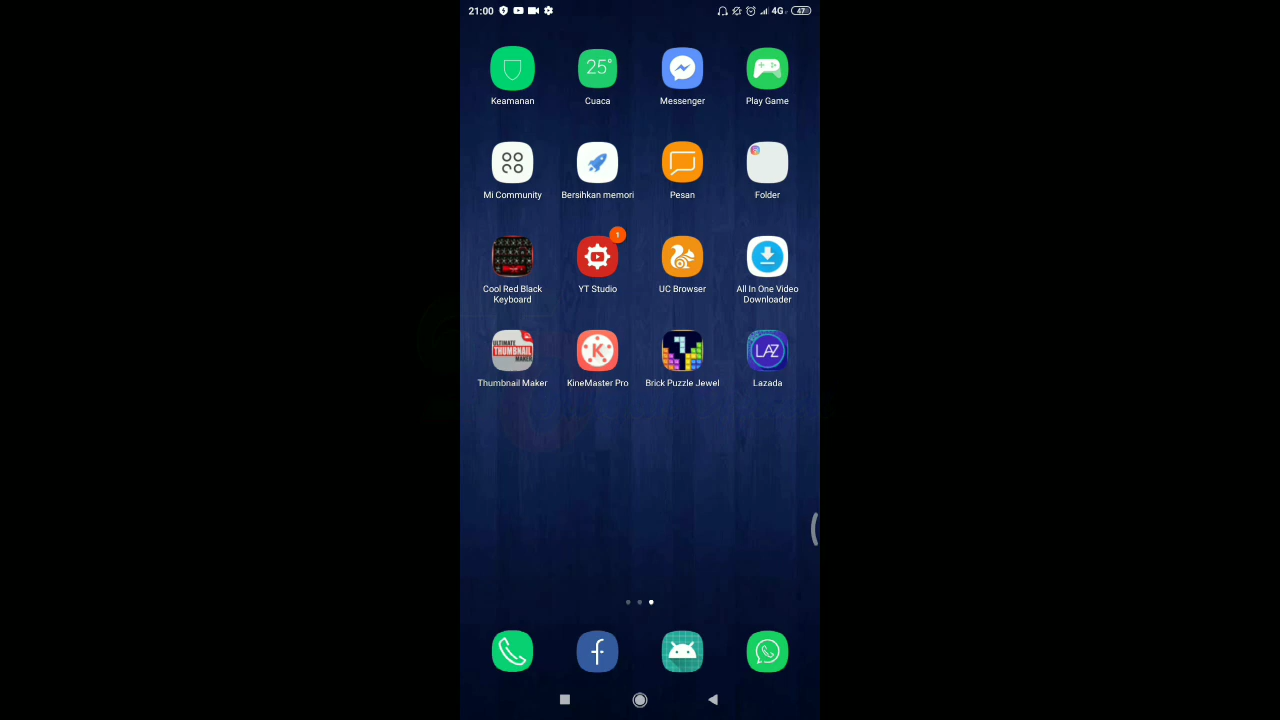 21:00
4G
47
25°
Keamanan
Cuaca
Messenger
Play Game
Mi Community
Bersihkan memori
Pesan
Folder
1
Cool Red Black
Keyboard
YT Studio
UC Browser
All In One Video
Downloader
ULTIMATE
THUMBNAIL
MAKER
K
LAZ
Thumbnail Maker
KineMaster Pro
Brick Puzzle Jewel
Lazada